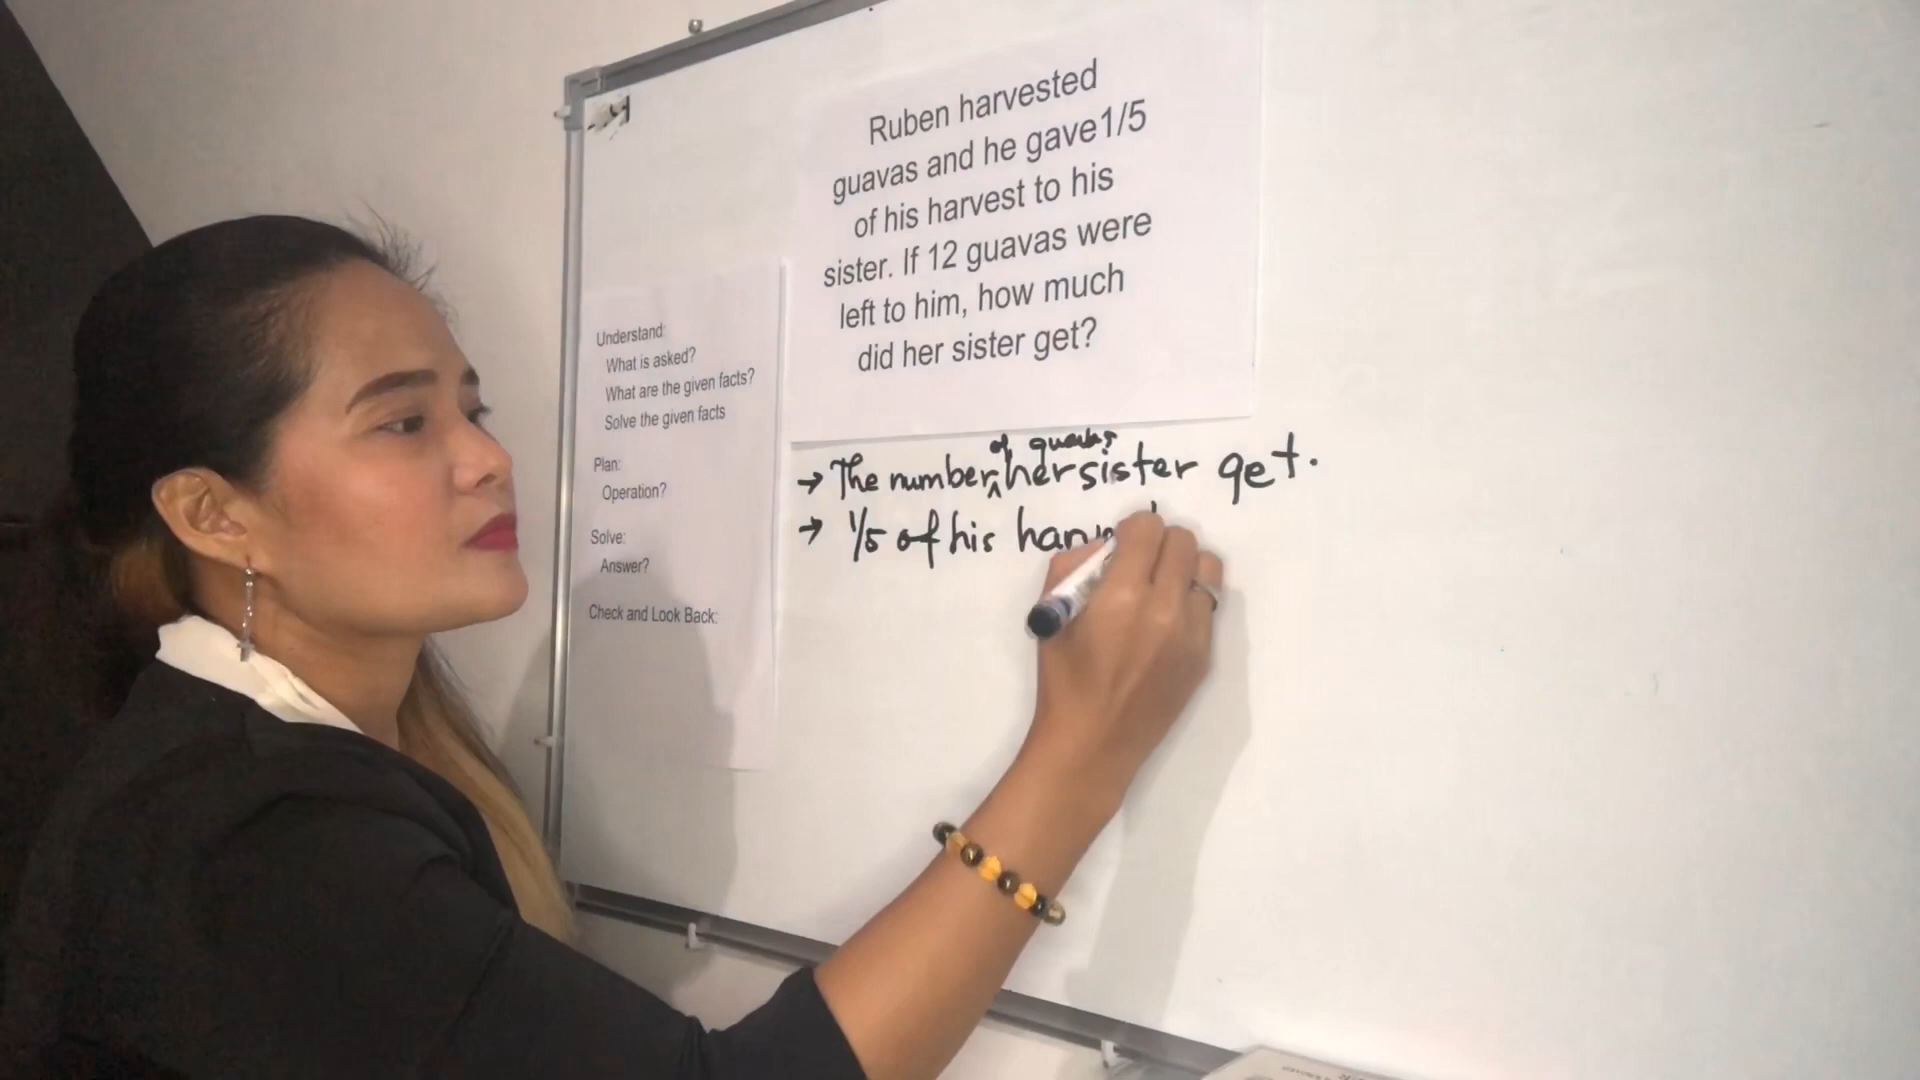 Ruben harvested
guavas and he gave1/5
of his harvest to his
sister. If 12 guavas were
left to him, how much
did her sister get?
Understand:
What is asked?
What are the given facts?
Solve the given facts
Plan:
Operation?
Solve:
Answer?
Check and Look Back:
of guavas
→ The number ^ her sister get.
→ 1/5 of his